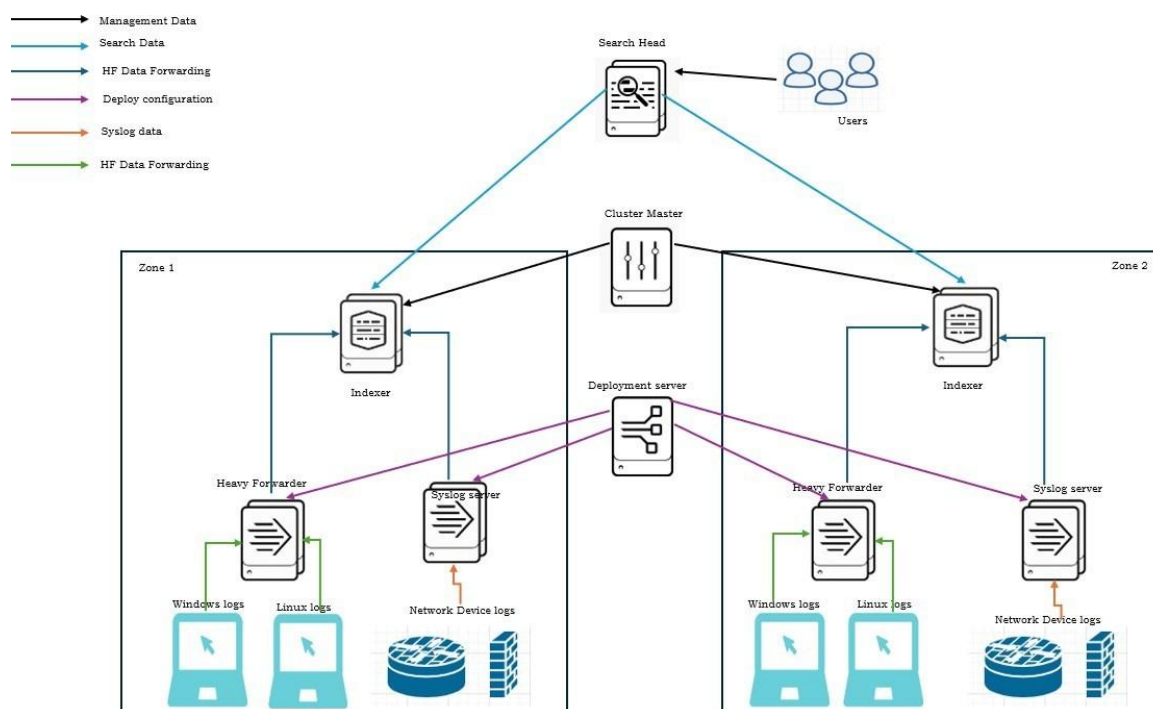 Management Data
Search Data
HF Data Forwarding
Deploy configuration
Syslog data
HF Data Forwarding
Search Head
Users
Cluster Master
Zone 1
Zone 2
Indexer
Indexer
Deployment server
Heavy Forwarder
Syslog server
Heavy Forwarder
Syslog server
Windows logs
Linux logs
Network Device logs
Windows logs
Linux logs
Network Device logs